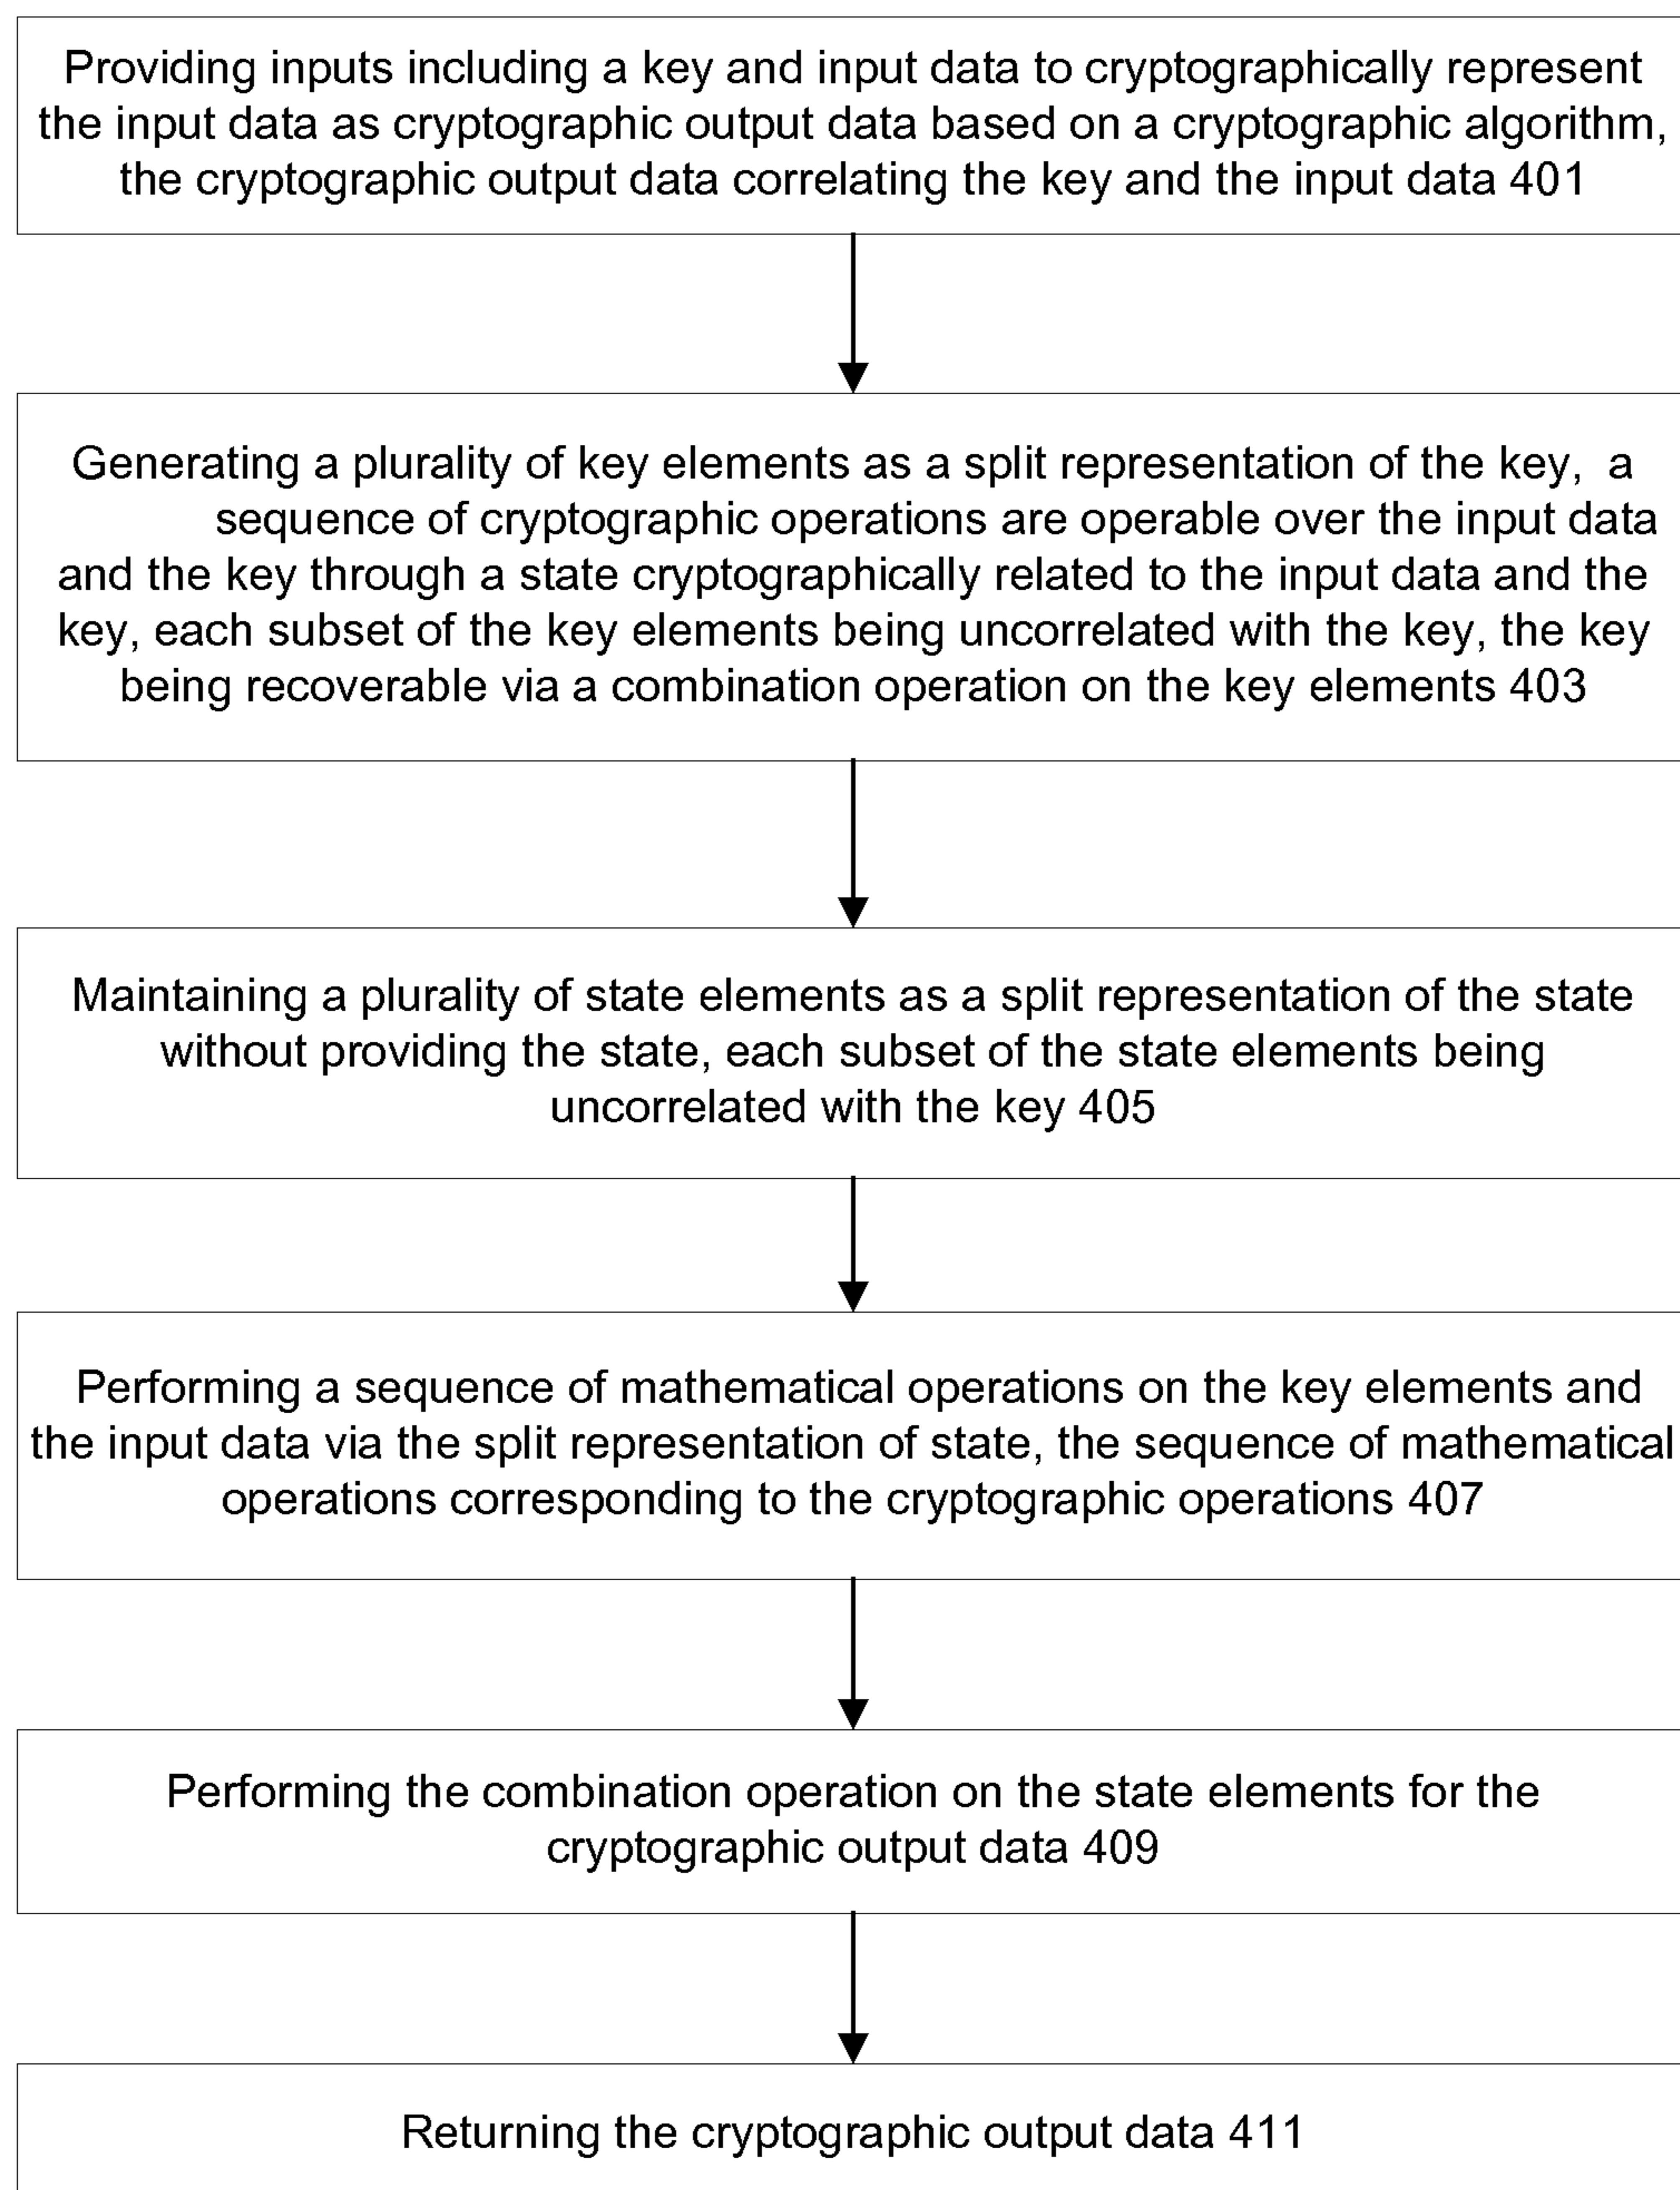 Providing inputs including a key and input data to cryptographically represent
the input data as cryptographic output data based on a cryptographic algorithm,
the cryptographic output data correlating the key and the input data 401
Generating a plurality of key elements as a split representation of the key, a
sequence of cryptographic operations are operable over the input data
and the key through a state cryptographically related to the input data and the
key, each subset of the key elements being uncorrelated with the key, the key
being recoverable via a combination operation on the key elements 403
Maintaining a plurality of state elements as a split representation of the state
without providing the state, each subset of the state elements being
uncorrelated with the key 405
Performing a sequence of mathematical operations on the key elements and
the input data via the split representation of state, the sequence of mathematical
operations corresponding to the cryptographic operations 407
Performing the combination operation on the state elements for the
cryptographic output data 409
Returning the cryptographic output data 411